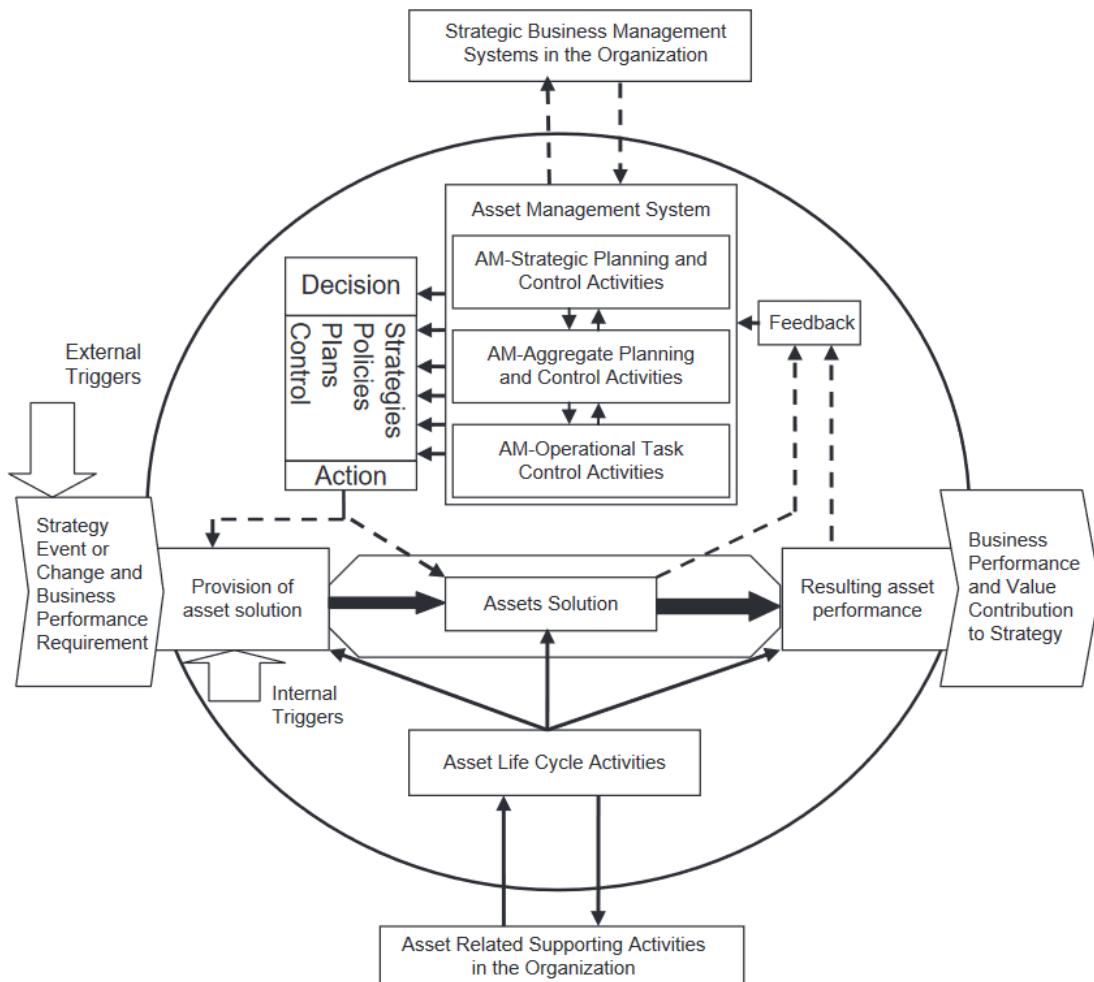 Strategic Business Management
Systems in the Organization
Asset Management System
AM-Strategic Planning and
Control Activities
AM-Aggregate Planning
and Control Activities
AM-Operational Task
Control Activities
Decision
Strategies
Policies
Plans
Control
Action
Feedback
External
Triggers
Strategy
Event or
Change and
Business
Performance
Requirement
Provision of
asset solution
Assets Solution
Resulting asset
performance
Business
Performance
and Value
Contribution
to Strategy
Internal
Triggers
Asset Life Cycle Activities
Asset Related Supporting Activities
in the Organization